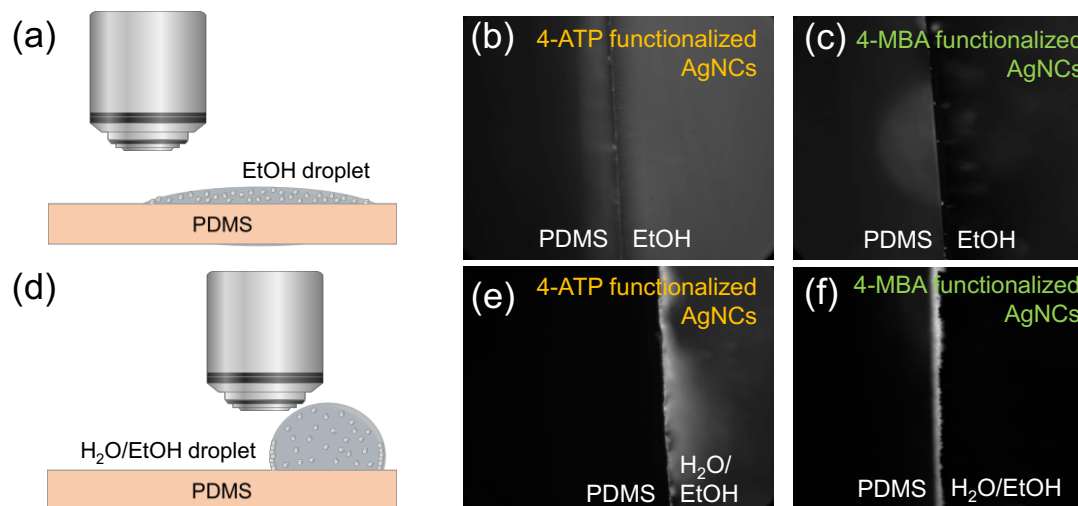 (a)
EtOH droplet
PDMS
(b)
4-ATP functionalized
AgNCs
PDMS
EtOH
(c)
4-MBA functionalized
AgNCs
PDMS
EtOH
(d)
H₂O/EtOH droplet
PDMS
(e)
4-ATP functionalized
AgNCs
PDMS
H₂O/
EtOH
(f)
4-MBA functionalized
AgNCs
PDMS
H₂O/EtOH